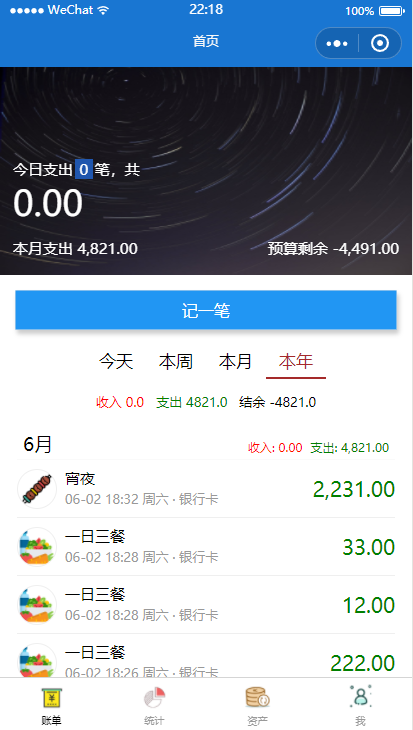 WeChat 22:18 100%
首页
今日支出 0 笔，共
0.00
本月支出 4,821.00 预算剩余 -4,491.00
记一笔
今天 本周 本月 本年
收入 0.0 支出 4821.0 结余 -4821.0
6月 收入: 0.00 支出: 4,821.00
宵夜
06-02 18:32 周六 · 银行卡 2,231.00
一日三餐
06-02 18:28 周六 · 银行卡 33.00
一日三餐
06-02 18:28 周六 · 银行卡 12.00
一日三餐
06-02 18:26 周六 · 银行卡 222.00
账单 统计 资产 我